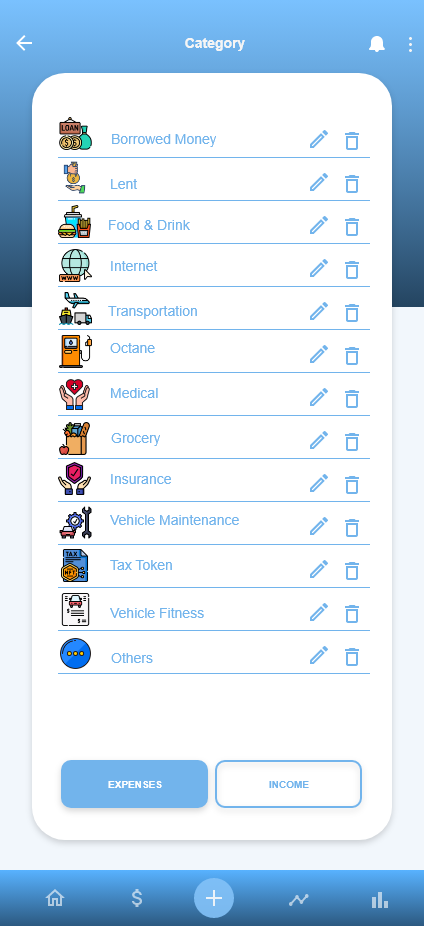 Category
LOAN
Borrowed Money
Lent
Food & Drink
WWW
Internet
Transportation
Octane
Medical
Grocery
Insurance
Vehicle Maintenance
TAX
Tax Token
Vehicle Fitness
Others
EXPENSES
INCOME